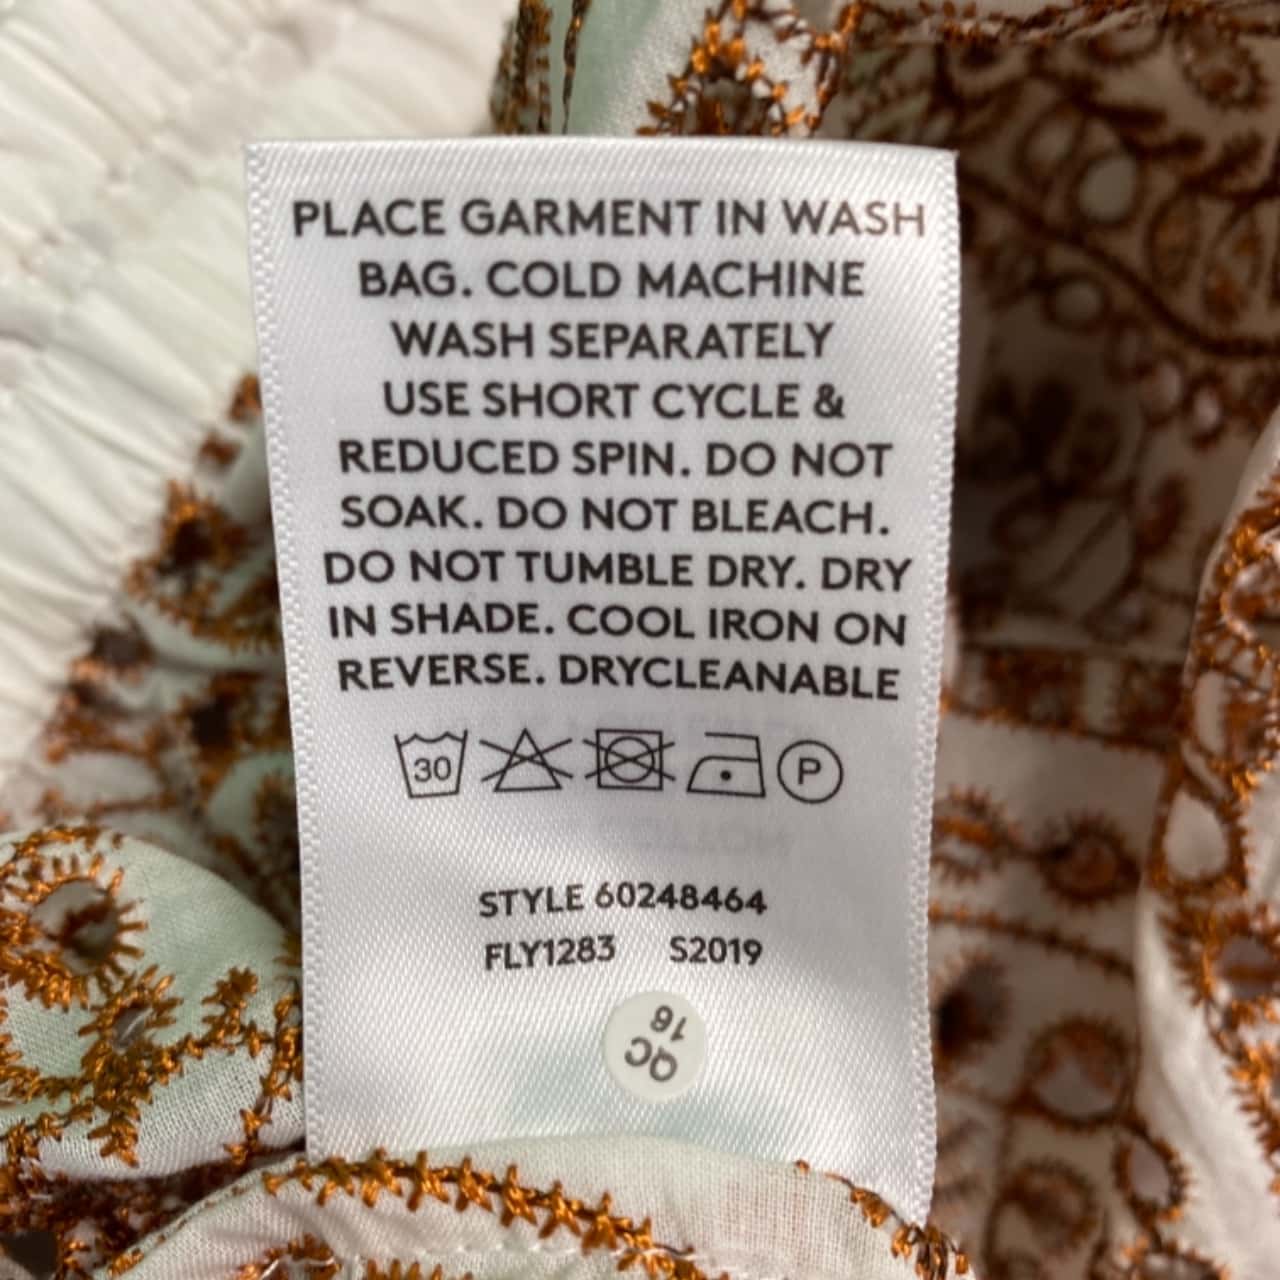 PLACE GARMENT IN WASH
BAG. COLD MACHINE
WASH SEPARATELY
USE SHORT CYCLE &
REDUCED SPIN. DO NOT
SOAK. DO NOT BLEACH.
DO NOT TUMBLE DRY. DRY
IN SHADE. COOL IRON ON
REVERSE. DRYCLEANABLE
30 P
STYLE 60248464
FLY1283 S2019
QC
16